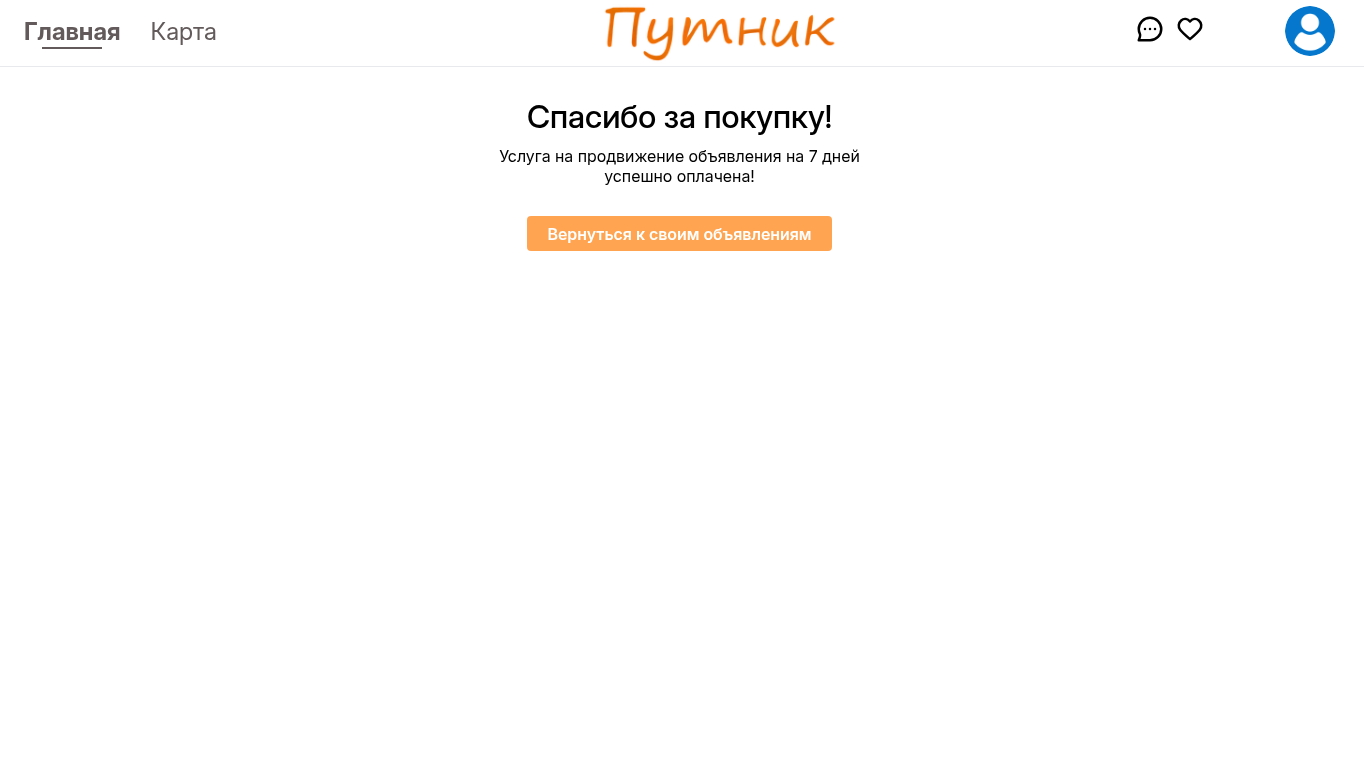 Главная Карта Путник
Спасибо за покупку!
Услуга на продвижение объявления на 7 дней
успешно оплачена!
Вернуться к своим объявлениям